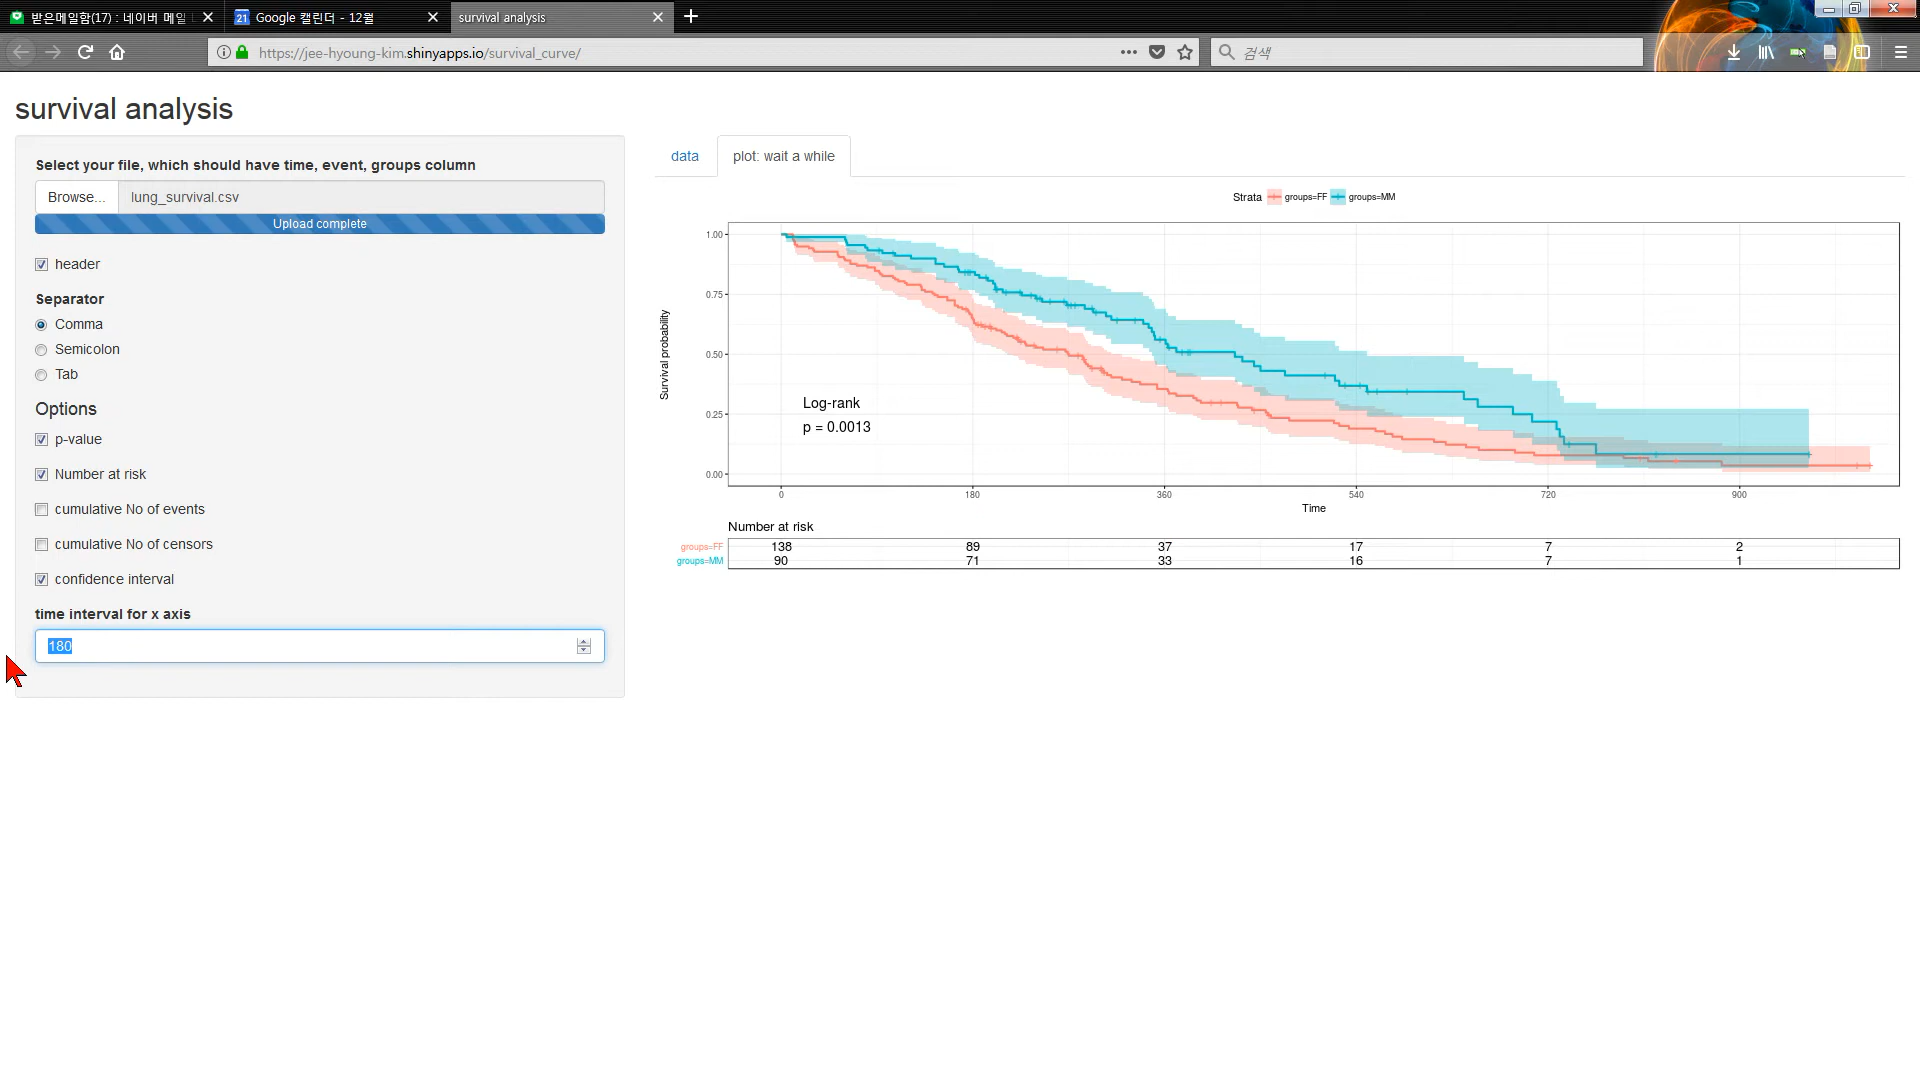 받은메일함(17) : 네이버 메일
Google 캘린더 - 12월
survival analysis
https://jee-hyoung-kim.shinyapps.io/survival_curve/
검색
survival analysis
Select your file, which should have time, event, groups column
Browse... lung_survival.csv
Upload complete
header
Separator
Comma
Semicolon
Tab
Options
p-value
Number at risk
cumulative No of events
cumulative No of censors
confidence interval
time interval for x axis
180
data plot: wait a while
Strata groups=FF groups=MM
1.00
0.75
0.50
0.25
0.00
Survival probability
Log-rank
p = 0.0013
0 180 360 540 720 900
Time
Number at risk
groups=FF 138 89 37 17 7 2
groups=MM 90 71 33 16 7 1